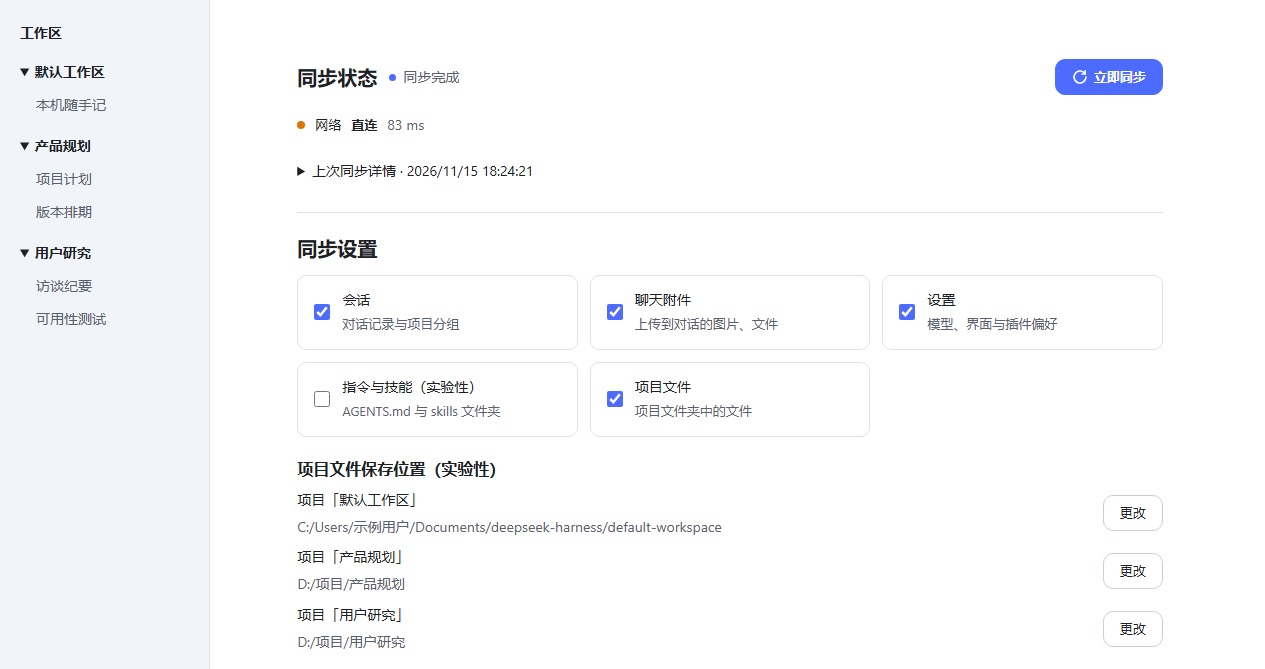 工作区
▼ 默认工作区
本机随手记
▼ 产品规划
项目计划
版本排期
▼ 用户研究
访谈纪要
可用性测试
同步状态 同步完成
立即同步
网络 直连 83 ms
▶ 上次同步详情 · 2026/11/15 18:24:21
同步设置
会话
对话记录与项目分组
聊天附件
上传到对话的图片、文件
设置
模型、界面与插件偏好
指令与技能（实验性）
AGENTS.md 与 skills 文件夹
项目文件
项目文件夹中的文件
项目文件保存位置（实验性）
项目「默认工作区」
C:/Users/示例用户/Documents/deepseek-harness/default-workspace
更改
项目「产品规划」
D:/项目/产品规划
更改
项目「用户研究」
D:/项目/用户研究
更改